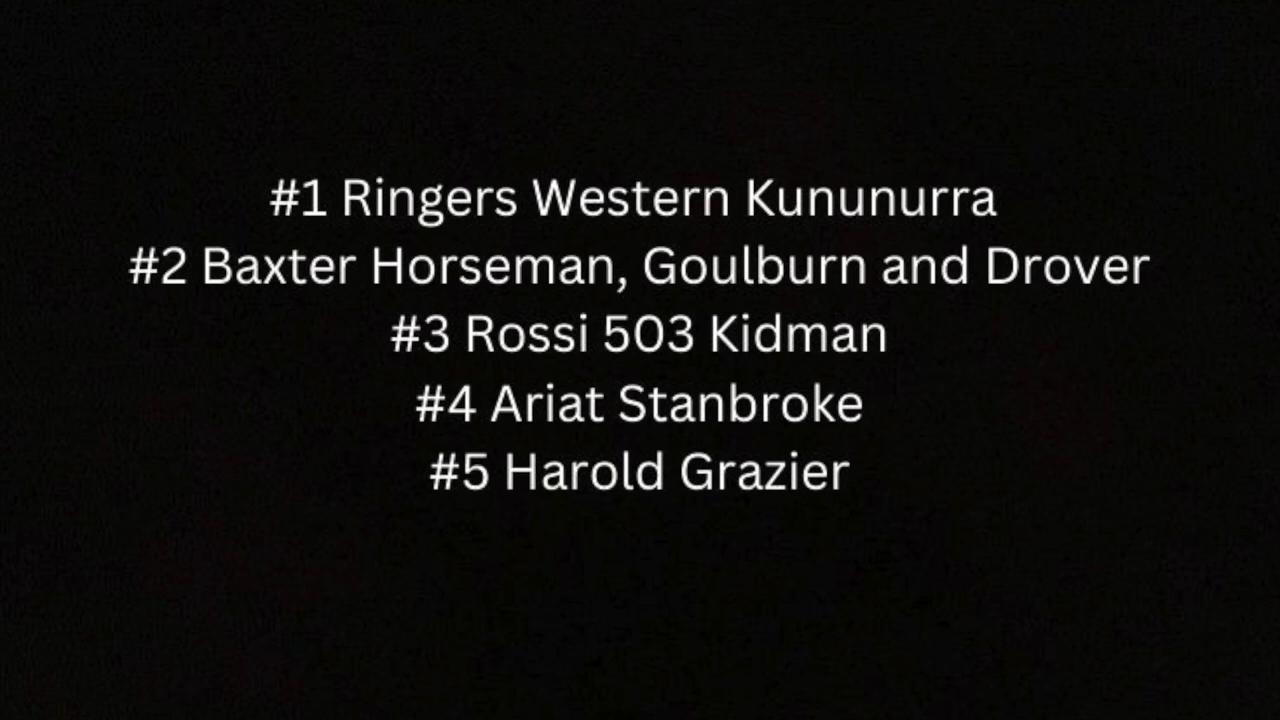 #1 Ringers Western Kununurra
#2 Baxter Horseman, Goulburn and Drover
#3 Rossi 503 Kidman
#4 Ariat Stanbroke
#5 Harold Grazier